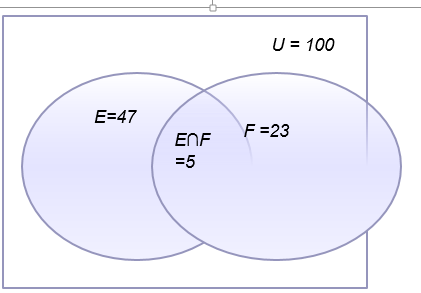 U = 100
E=47
E∩F
=5
F =23